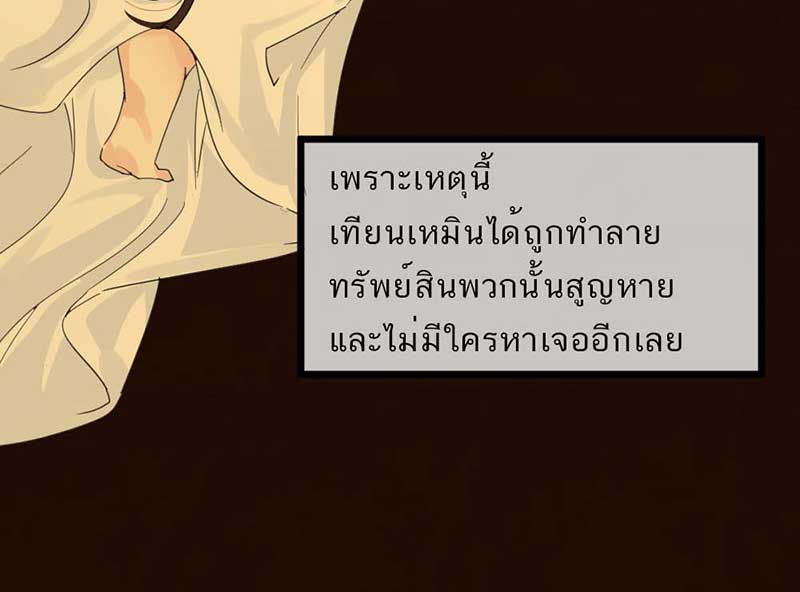 เพราะเหตุนี้
เทียนเหมินได้ถูกทำลาย
ทรัพย์สินพวกนั้นสูญหาย
และไม่มีใครหาเจออีกเลย